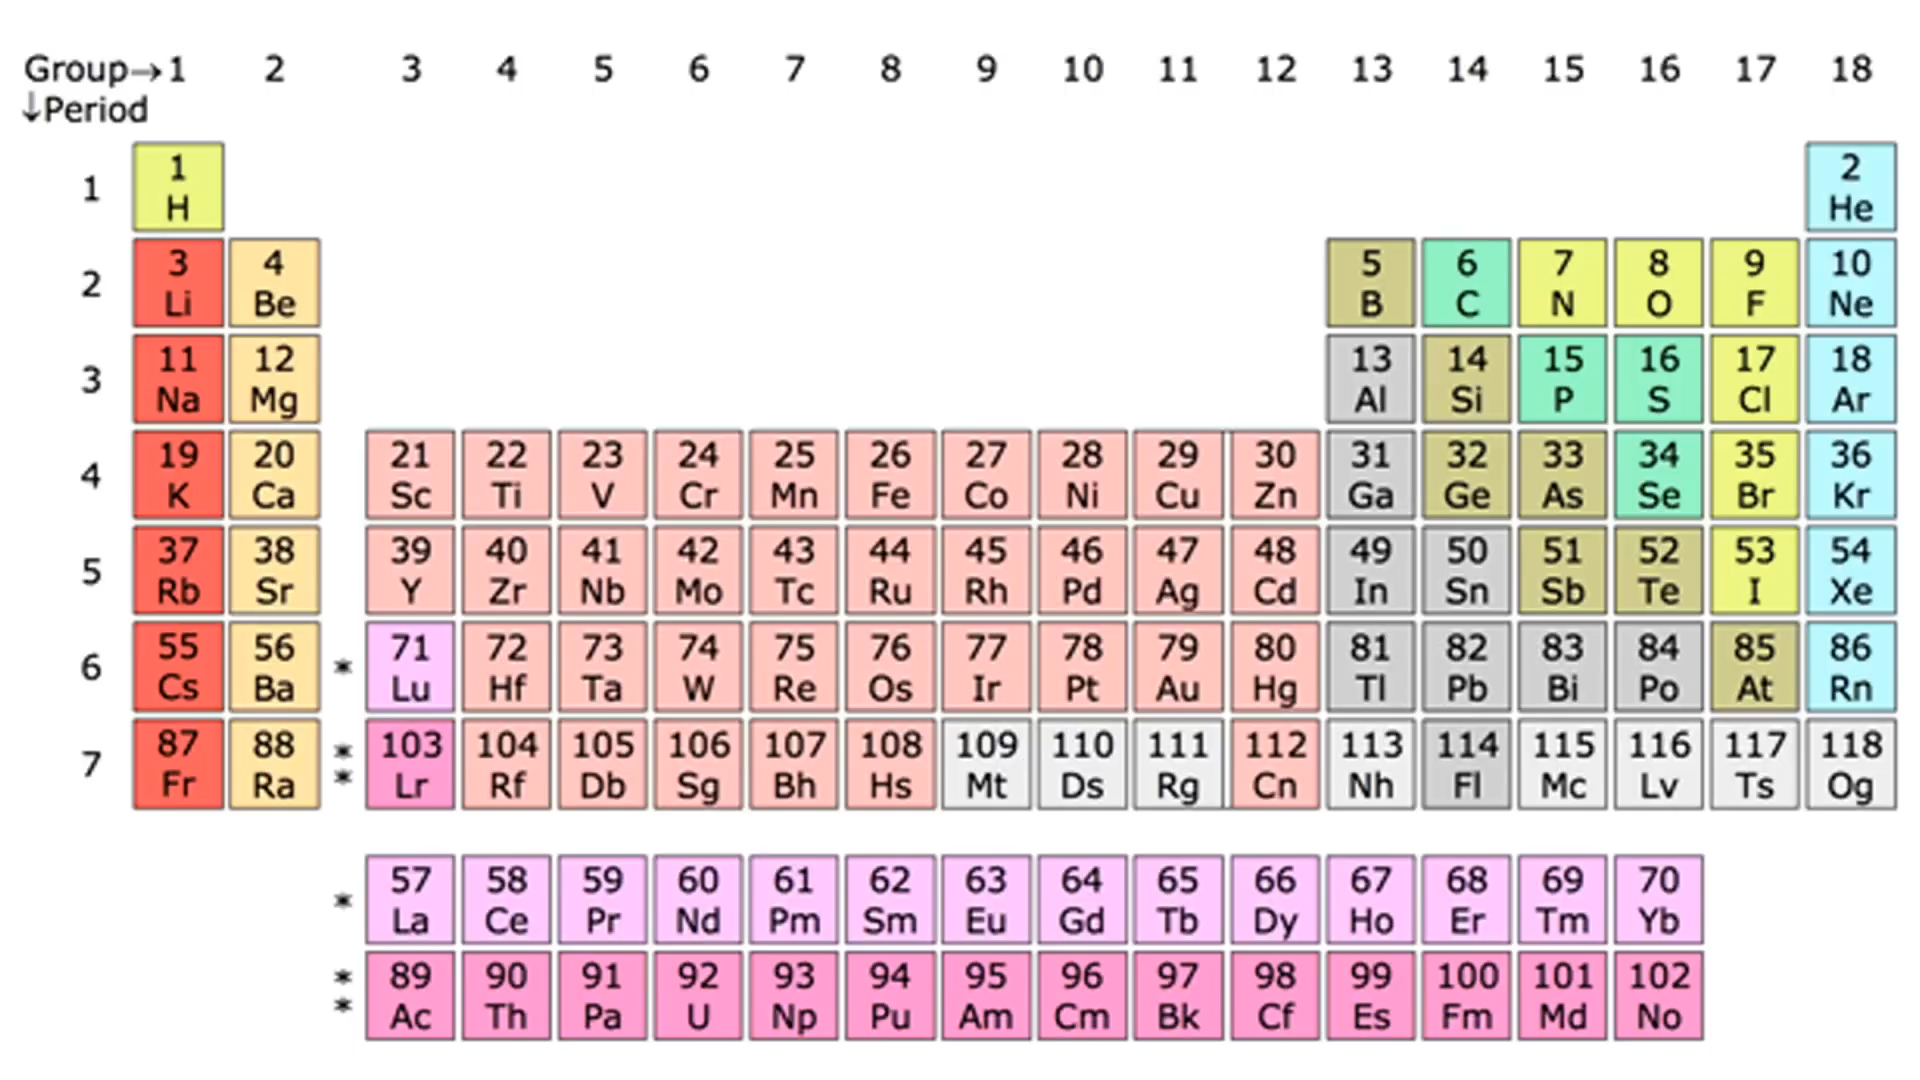 Group→1 2 3 4 5 6 7 8 9 10 11 12 13 14 15 16 17 18
↓Period
1 2
1 H He
3 4 5 6 7 8 9 10
2 Li Be B C N O F Ne
11 12 13 14 15 16 17 18
3 Na Mg Al Si P S Cl Ar
19 20 21 22 23 24 25 26 27 28 29 30 31 32 33 34 35 36
4 K Ca Sc Ti V Cr Mn Fe Co Ni Cu Zn Ga Ge As Se Br Kr
37 38 39 40 41 42 43 44 45 46 47 48 49 50 51 52 53 54
5 Rb Sr Y Zr Nb Mo Tc Ru Rh Pd Ag Cd In Sn Sb Te I Xe
55 56 71 72 73 74 75 76 77 78 79 80 81 82 83 84 85 86
6 Cs Ba * Lu Hf Ta W Re Os Ir Pt Au Hg Tl Pb Bi Po At Rn
87 88 * 103 104 105 106 107 108 109 110 111 112 113 114 115 116 117 118
7 Fr Ra * Lr Rf Db Sg Bh Hs Mt Ds Rg Cn Nh Fl Mc Lv Ts Og
57 58 59 60 61 62 63 64 65 66 67 68 69 70
* La Ce Pr Nd Pm Sm Eu Gd Tb Dy Ho Er Tm Yb
* 89 90 91 92 93 94 95 96 97 98 99 100 101 102
* Ac Th Pa U Np Pu Am Cm Bk Cf Es Fm Md No